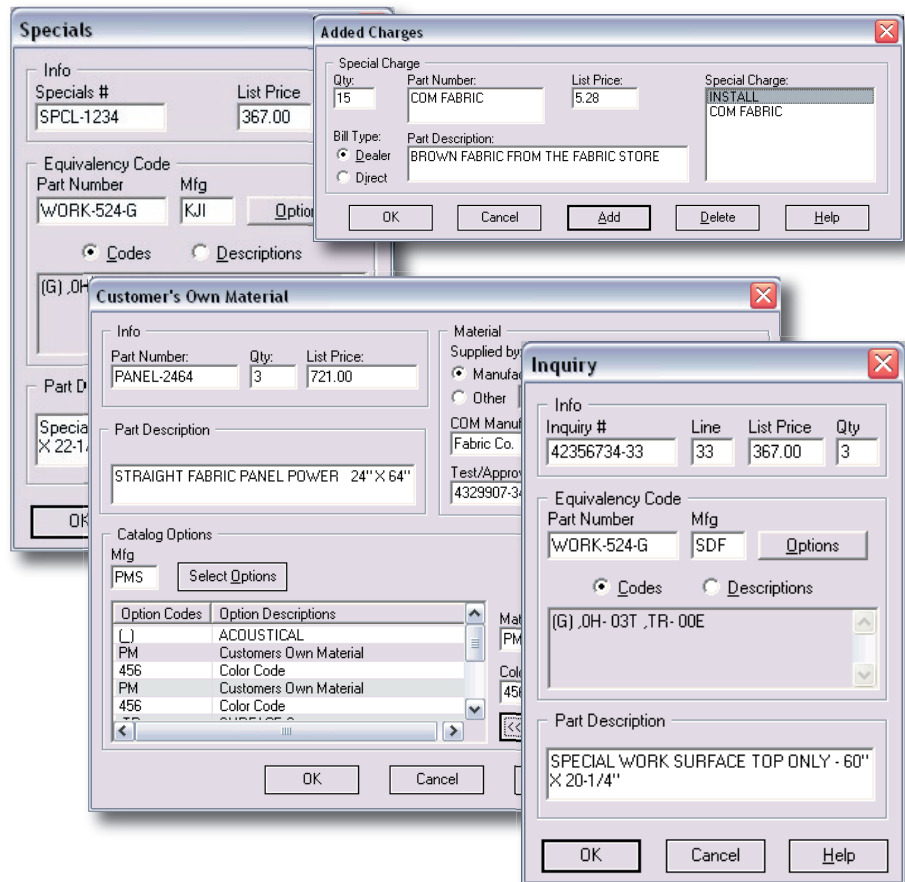 Specials
Info
Specials # List Price
SPCL-1234 367.00
Equivalency Code
Part Number Mfg
WORK-524-G KJI
Codes Descriptions
(G) ,0H
X 22-1/
Added Charges
Special Charge
Qty: Part Number: List Price: Special Charge:
15 COM FABRIC 5.28 INSTALL
COM FABRIC
Bill Type: Part Description:
Dealer BROWN FABRIC FROM THE FABRIC STORE
Direct
OK Cancel Add Delete Help
Customer's Own Material
Info Material
Part Number: Qty: List Price: Supplied by:
PANEL-2464 3 721.00
Other
Part Description COM
Fabric Co.
STRAIGHT FABRIC PANEL POWER 24" X 64"
4329907-34
Catalog Options
Mfg
PMS Select Options
Option Codes Option Descriptions
(_) ACOUSTICAL
PM Customers Own Material
456 Color Code
PM Customers Own Material
456 Color Code
PM
456
<<
OK Cancel
Inquiry
Info
Inquiry # Line List Price Qty
42356734-33 33 367.00 3
Equivalency Code
Part Number Mfg
WORK-524-G SDF Options
Codes Descriptions
(G) ,0H- 03T ,TR- 00E
Part Description
SPECIAL WORK SURFACE TOP ONLY - 60"
X 20-1/4"
OK Cancel Help